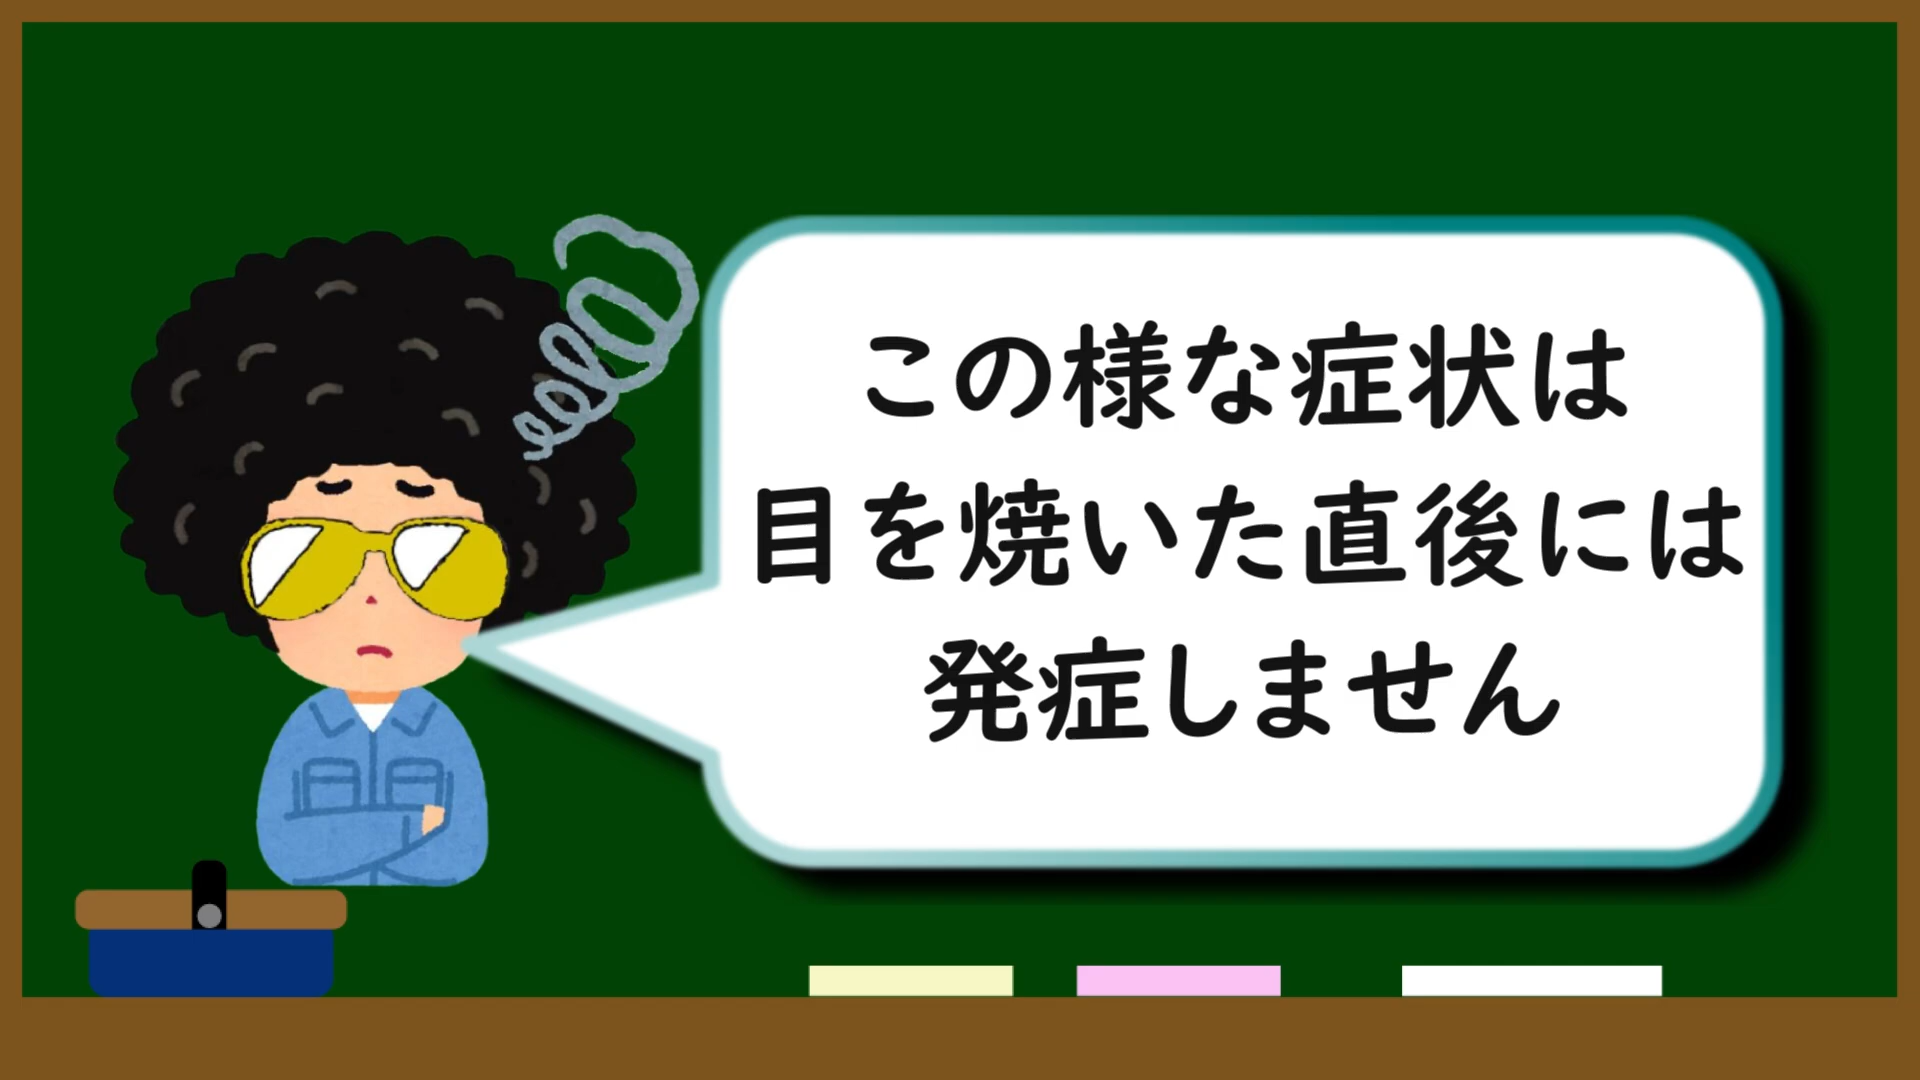 この様な症状は
目を焼いた直後には
発症しません